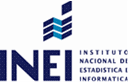 INEI
INSTITUTO
NACIONAL DE
ESTADISTICA E
INFORMATICA